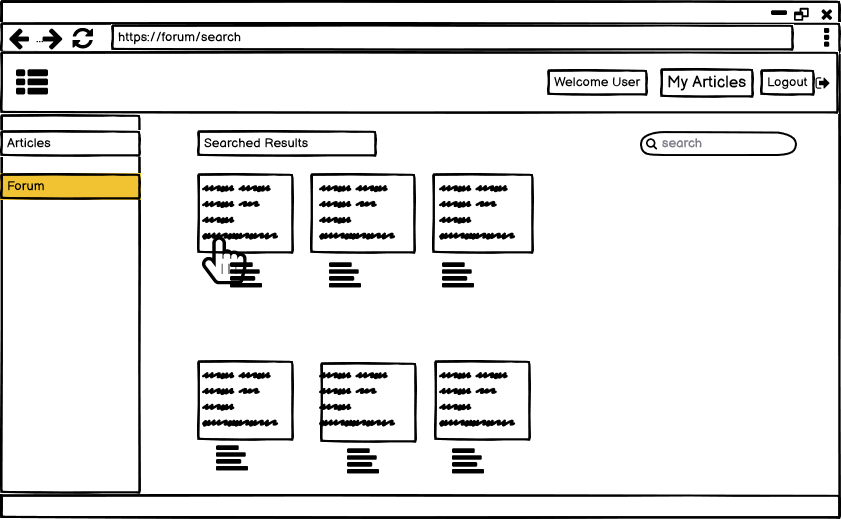 https://forum/search
Welcome User
My Articles
Logout
Articles
Searched Results
search
Forum